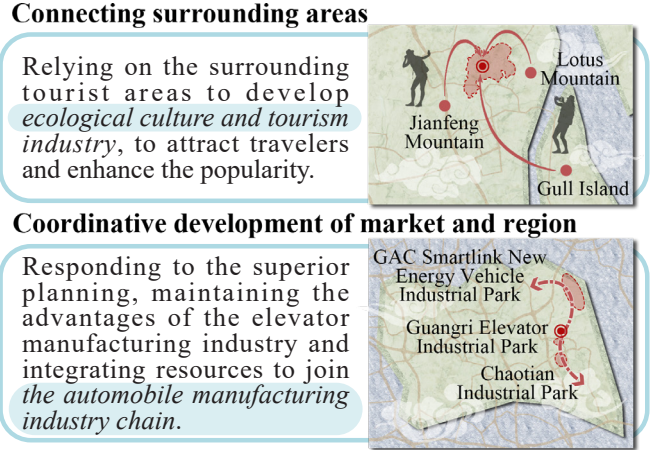 Connecting surrounding areas
Relying on the surrounding
tourist areas to develop
ecological culture and tourism
industry, to attract travelers
and enhance the popularity.
Lotus
Mountain
Jianfeng
Mountain
Gull Island
Coordinative development of market and region
Responding to the superior
planning, maintaining the
advantages of the elevator
manufacturing industry and
integrating resources to join
the automobile manufacturing
industry chain.
GAC Smartlink New
Energy Vehicle
Industrial Park
Guangri Elevator
Industrial Park
Chaotian
Industrial Park